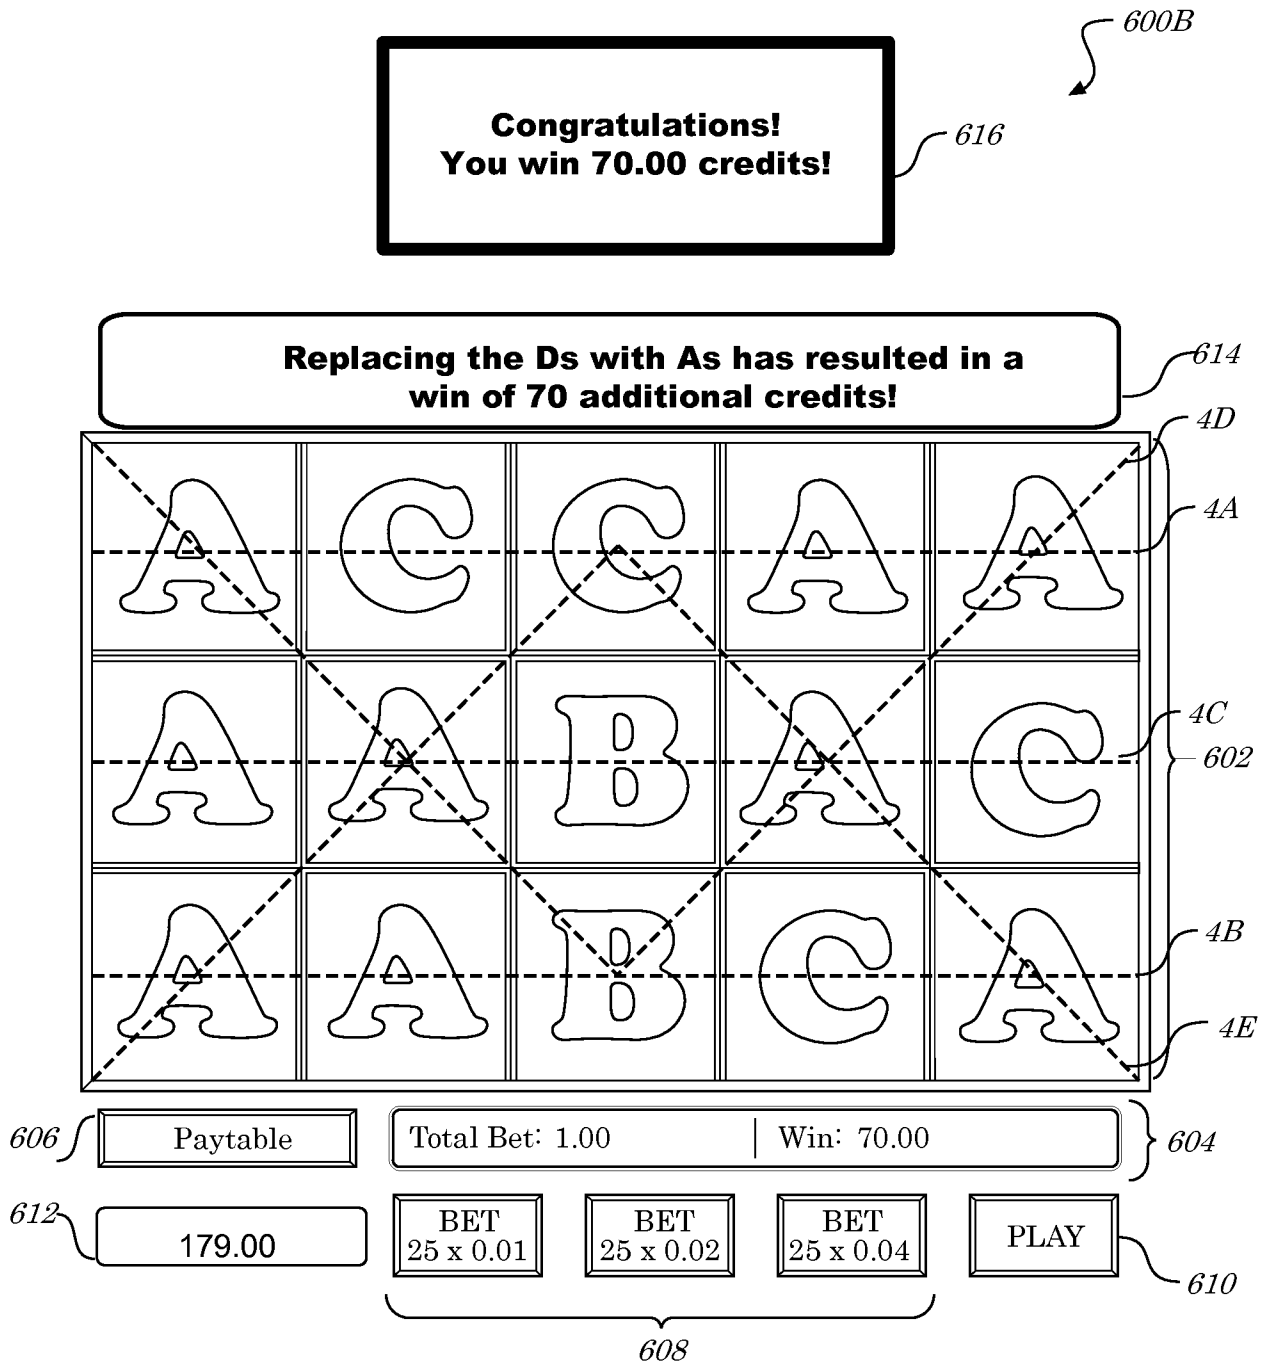 600B
Congratulations!
You win 70.00 credits!
616
Replacing the Ds with As has resulted in a
win of 70 additional credits!
614
4D
A C C A A
4A
A A B A C
4C
602
A A B C A
4B
4E
606
Paytable
Total Bet: 1.00 Win: 70.00
604
612
179.00
BET
25 x 0.01
BET
25 x 0.02
BET
25 x 0.04
PLAY
610
608